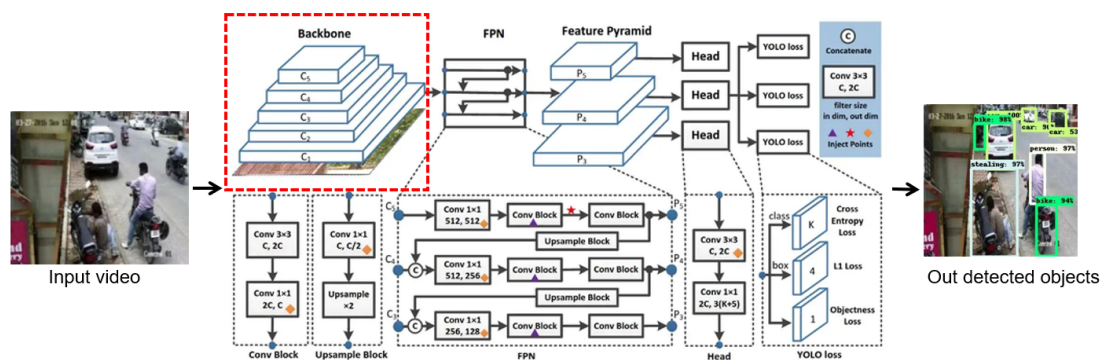 Backbone
FPN
Feature Pyramid
C5
C4
C3
C2
C1
P5
P4
P3
Head
Head
Head
YOLO loss
YOLO loss
YOLO loss
C
Concatenate
Conv 3×3
C, 2C
filter size
in dim, out dim
Inject Points
Input video
Conv 3×3
C, 2C
Conv 1×1
2C, C
Conv Block
Conv 1×1
C, C/2
Upsample
×2
Upsample Block
C5
Conv 1×1
512, 512
Conv Block
Conv Block
P5
Upsample Block
C4
C
Conv 1×1
512, 256
Conv Block
Conv Block
P4
Upsample Block
C3
C
Conv 1×1
256, 128
Conv Block
Conv Block
P3
FPN
Conv 3×3
C, 2C
Conv 1×1
2C, 3(K+5)
Head
class
K
Cross
Entropy
Loss
box
4
L1 Loss
1
Objectness
Loss
YOLO loss
bike: 98%
car: 53
person: 97%
stealing: 97%
bike: 94%
Out detected objects